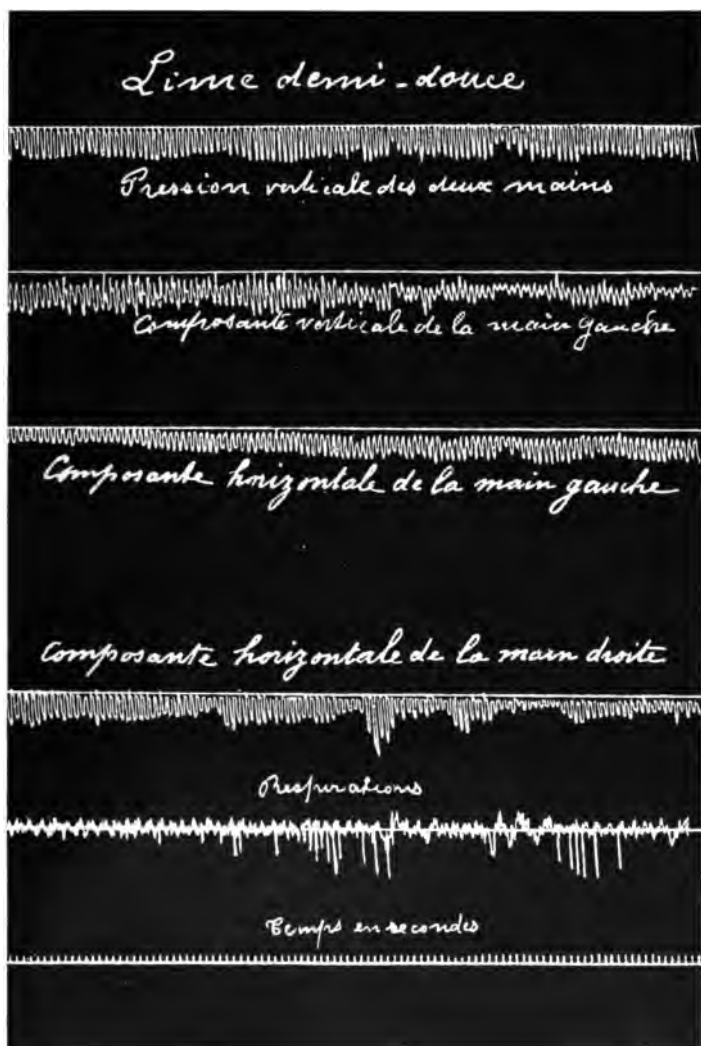 Lime demi-douce
Pression verticale des deux mains
Composante verticale de la main gauche
Composante horizontale de la main gauche
Composante horizontale de la main droite
Respirations
Temps en secondes